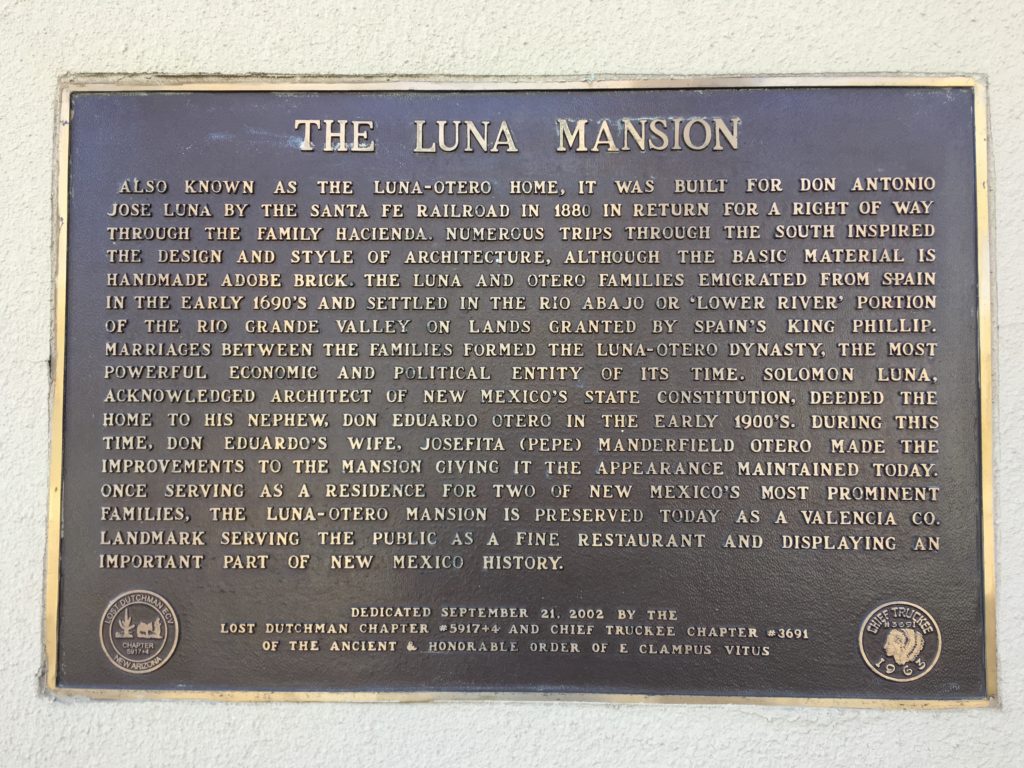 THE LUNA MANSION
ALSO KNOWN AS THE LUNA-OTERO HOME, IT WAS BUILT FOR DON ANTONIO
JOSE LUNA BY THE SANTA FE RAILROAD IN 1880 IN RETURN FOR A RIGHT OF WAY
THROUGH THE FAMILY HACIENDA. NUMEROUS TRIPS THROUGH THE SOUTH INSPIRED
THE DESIGN AND STYLE OF ARCHITECTURE, ALTHOUGH THE BASIC MATERIAL IS
HANDMADE ADOBE BRICK. THE LUNA AND OTERO FAMILIES EMIGRATED FROM SPAIN
IN THE EARLY 1690'S AND SETTLED IN THE RIO ABAJO OR 'LOWER RIVER' PORTION
OF THE RIO GRANDE VALLEY ON LANDS GRANTED BY SPAIN'S KING PHILLIP.
MARRIAGES BETWEEN THE FAMILIES FORMED THE LUNA-OTERO DYNASTY, THE MOST
POWERFUL ECONOMIC AND POLITICAL ENTITY OF ITS TIME. SOLOMON LUNA,
ACKNOWLEDGED ARCHITECT OF NEW MEXICO'S STATE CONSTITUTION, DEEDED THE
HOME TO HIS NEPHEW, DON EDUARDO OTERO IN THE EARLY 1900'S. DURING THIS
TIME, DON EDUARDO'S WIFE, JOSEFITA (PEPE) MANDERFIELD OTERO MADE THE
IMPROVEMENTS TO THE MANSION GIVING IT THE APPEARANCE MAINTAINED TODAY.
ONCE SERVING AS A RESIDENCE FOR TWO OF NEW MEXICO'S MOST PROMINENT
FAMILIES, THE LUNA-OTERO MANSION IS PRESERVED TODAY AS A VALENCIA CO.
LANDMARK SERVING THE PUBLIC AS A FINE RESTAURANT AND DISPLAYING AN
IMPORTANT PART OF NEW MEXICO HISTORY.
DEDICATED SEPTEMBER 21, 2002 BY THE
LOST DUTCHMAN CHAPTER #5917+4 AND CHIEF TRUCKEE CHAPTER #3691
OF THE ANCIENT & HONORABLE ORDER OF E CLAMPUS VITUS
LOST DUTCHMAN ECV
CHAPTER
5917+4
NEW ARIZONA
CHIEF TRUCKEE
#3691
1963